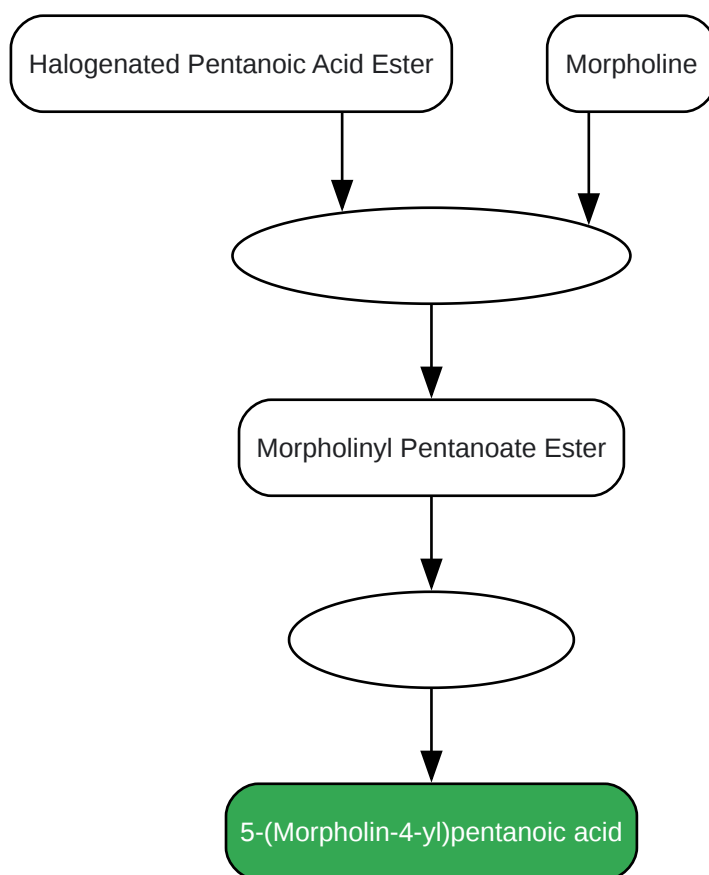 Halogenated Pentanoic Acid Ester
Morpholine
Morpholinyl Pentanoate Ester
5-(Morpholin-4-yl)pentanoic acid